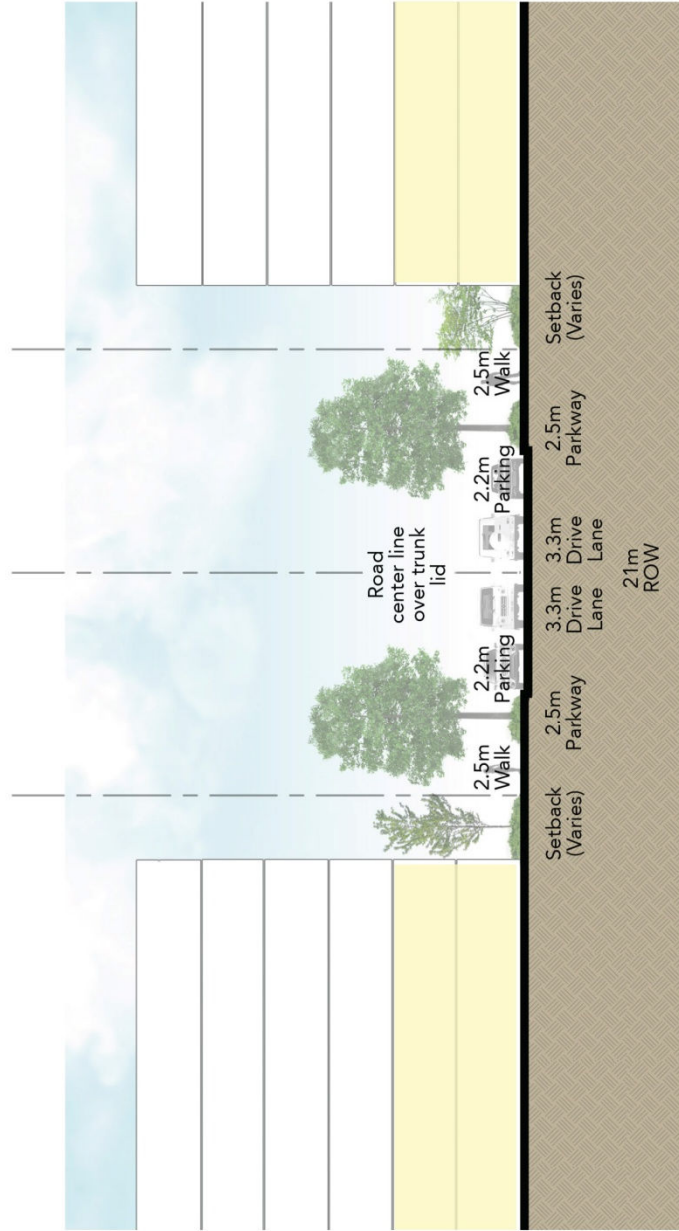 Road
center line
over trunk
lid
2.5m
Walk
2.2m
Parking
2.2m
Parking
2.5m
Walk
Setback
(Varies)
2.5m
Parkway
3.3m
Drive
Lane
3.3m
Drive
Lane
2.5m
Parkway
Setback
(Varies)
21m
ROW